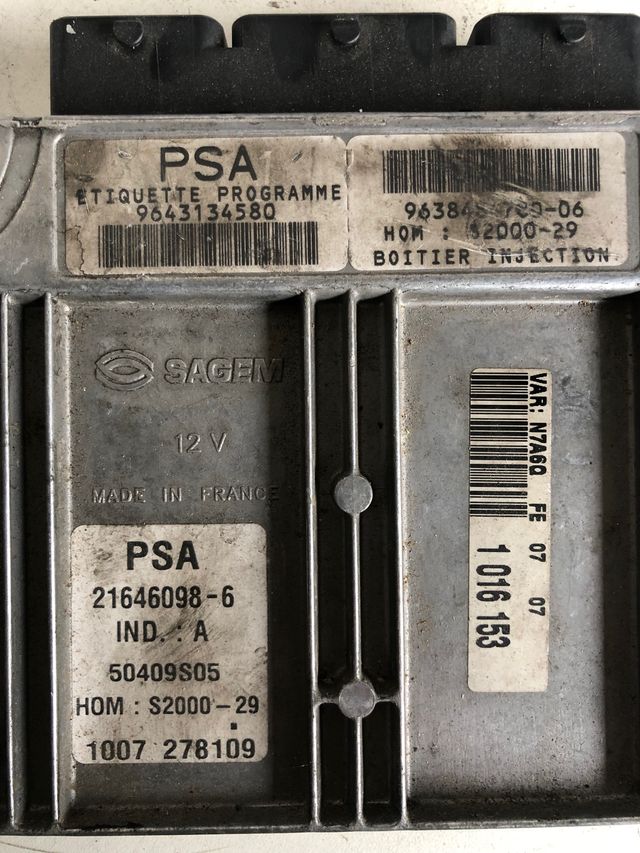 PSA
ETIQUETTE PROGRAMME
9643134580
HOM : S2000-29
BOITIER INJECTION
SAGEM
12 V
MADE IN FRANCE
PSA
21646098-6
IND. : A
50409S05
HOM : S2000-29
1007 278109
VAR: N7A6Q FE 07 07
1 016 153